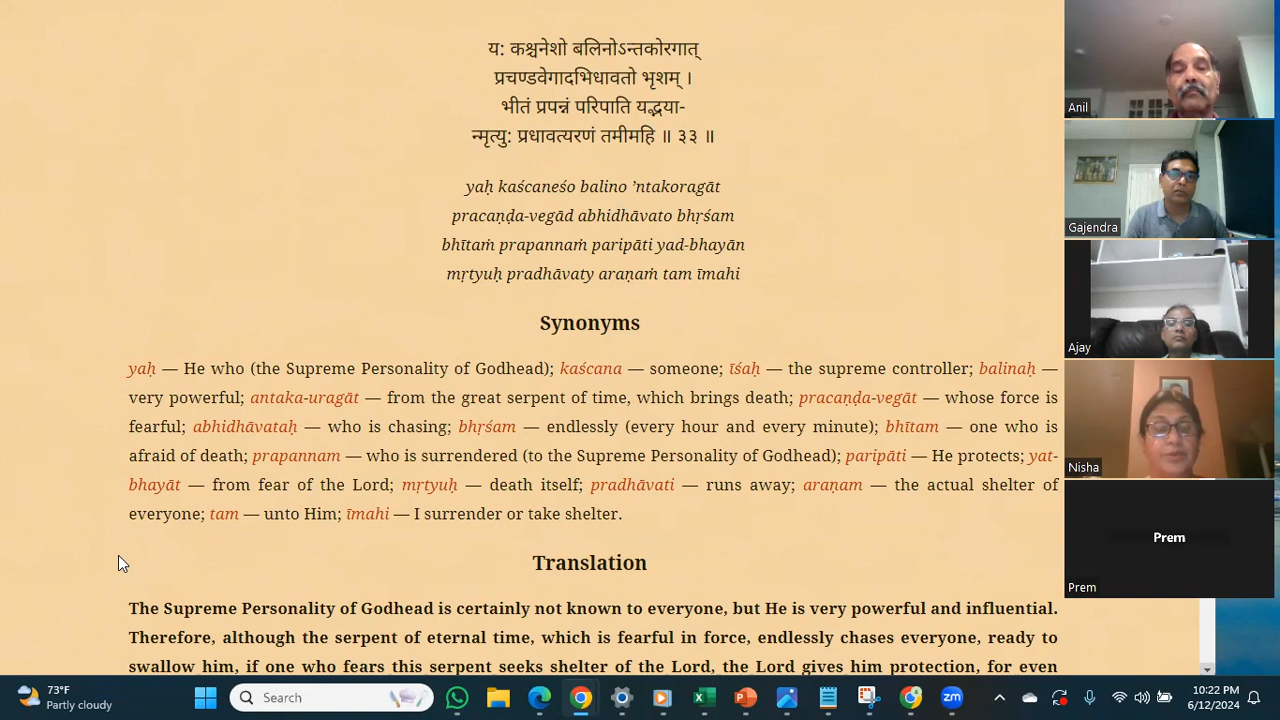 य: कश्चनेशो बलिनोऽन्तकोरगात्
प्रचण्डवेगादभिधावतो भृशम् ।
भीतं प्रपन्नं परिपाति यद्भया-
न्मृत्यु: प्रधावत्यरणं तमीमहि ॥ ३३ ॥
yaḥ kaścaneśo balino ’ntakoragāt
pracaṇḍa-vegād abhidhāvato bhṛśam
bhītaṁ prapannaṁ paripāti yad-bhayān
mṛtyuḥ pradhāvaty araṇaṁ tam īmahi
Synonyms
yaḥ — He who (the Supreme Personality of Godhead); kaścana — someone; īśaḥ — the supreme controller; balinaḥ —
very powerful; antaka-uragāt — from the great serpent of time, which brings death; pracaṇḍa-vegāt — whose force is
fearful; abhidhāvataḥ — who is chasing; bhṛśam — endlessly (every hour and every minute); bhītam — one who is
afraid of death; prapannam — who is surrendered (to the Supreme Personality of Godhead); paripāti — He protects; yat-
bhayāt — from fear of the Lord; mṛtyuḥ — death itself; pradhāvati — runs away; araṇam — the actual shelter of
everyone; tam — unto Him; īmahi — I surrender or take shelter.
Translation
The Supreme Personality of Godhead is certainly not known to everyone, but He is very powerful and influential.
Therefore, although the serpent of eternal time, which is fearful in force, endlessly chases everyone, ready to
swallow him, if one who fears this serpent seeks shelter of the Lord, the Lord gives him protection, for even
Anil
Gajendra
Ajay
Nisha
Prem
Prem
73°F
Partly cloudy
Search
zm
10:22 PM
6/12/2024